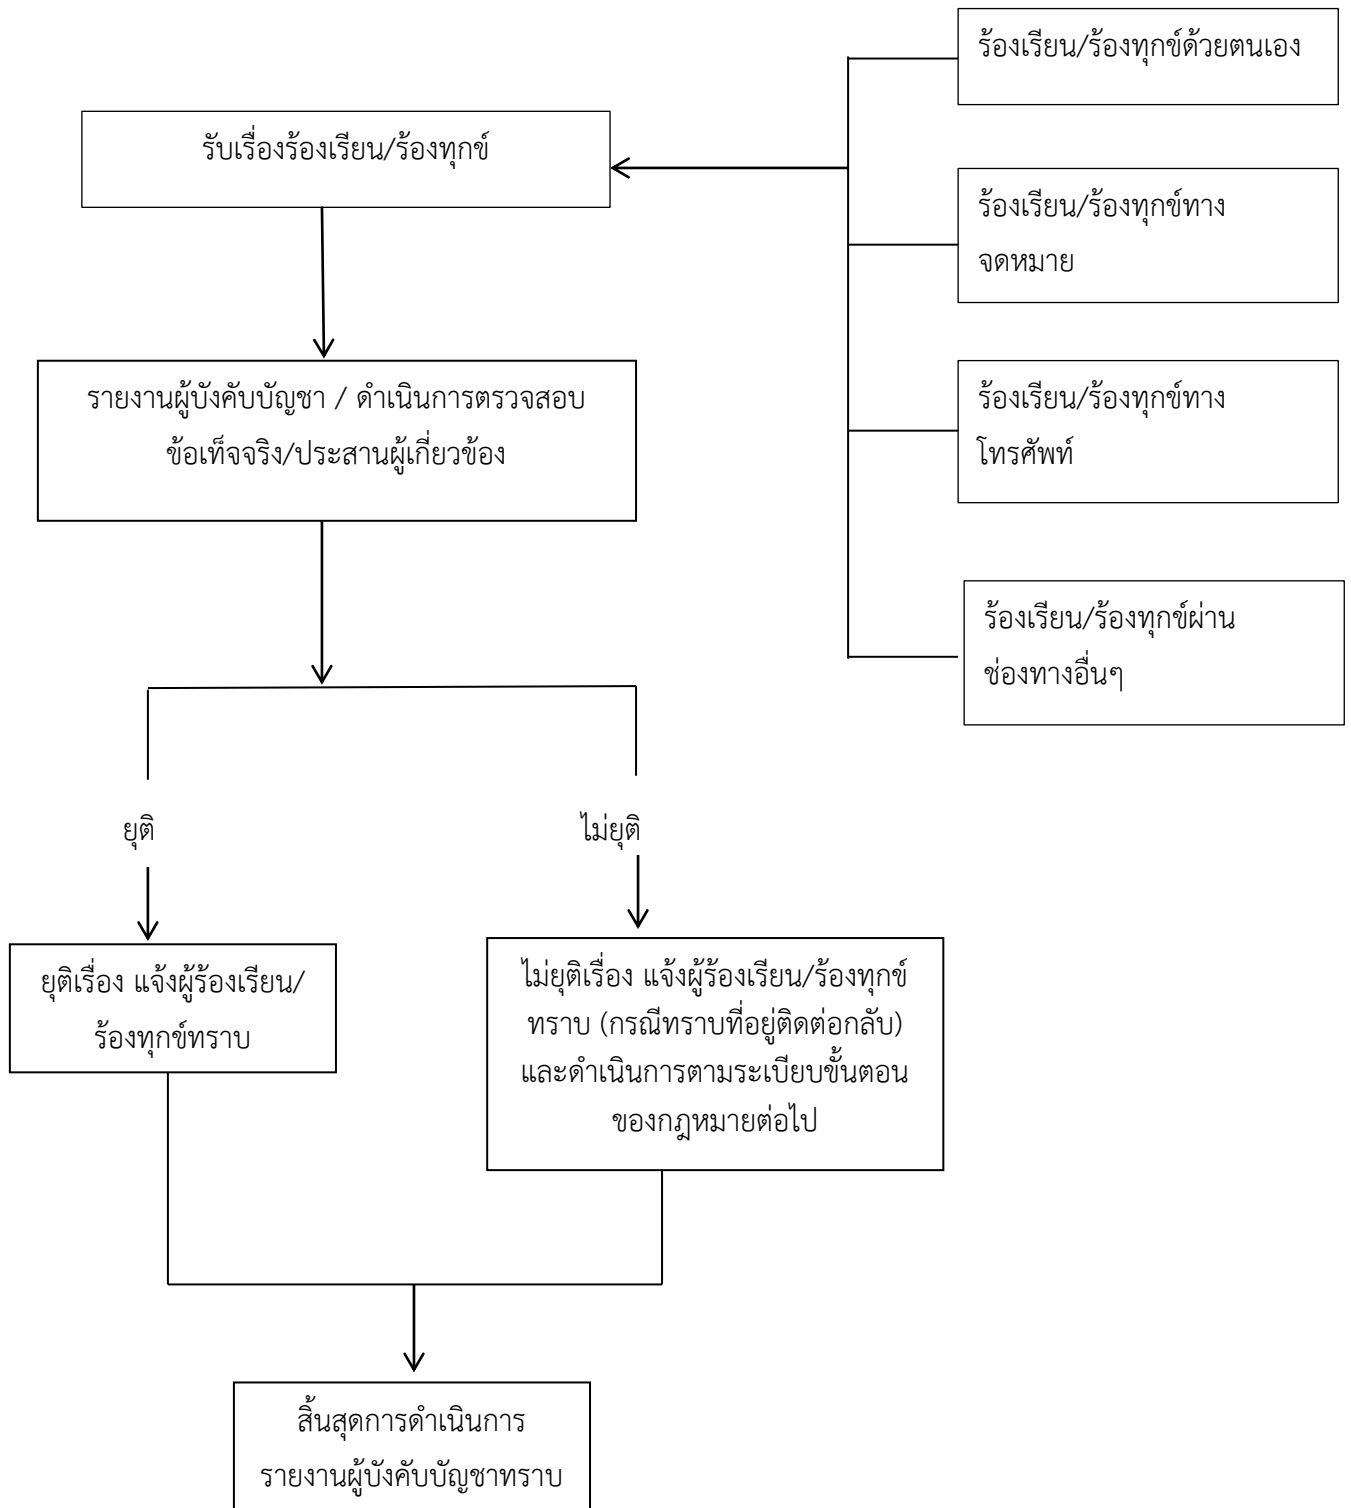 ร้องเรียน/ร้องทุกข์ด้วยตนเอง
รับเรื่องร้องเรียน/ร้องทุกข์
ร้องเรียน/ร้องทุกข์ทาง
จดหมาย
ร้องเรียน/ร้องทุกข์ทาง
โทรศัพท์
รายงานผู้บังคับบัญชา / ดำเนินการตรวจสอบ
ข้อเท็จจริง/ประสานผู้เกี่ยวข้อง
ร้องเรียน/ร้องทุกข์ผ่าน
ช่องทางอื่นๆ
ยุติ
ไม่ยุติ
ยุติเรื่อง แจ้งผู้ร้องเรียน/
ร้องทุกข์ทราบ
ไม่ยุติเรื่อง แจ้งผู้ร้องเรียน/ร้องทุกข์
ทราบ (กรณีทราบที่อยู่ติดต่อกลับ)
และดำเนินการตามระเบียบขั้นตอน
ของกฎหมายต่อไป
สิ้นสุดการดำเนินการ
รายงานผู้บังคับบัญชาทราบ